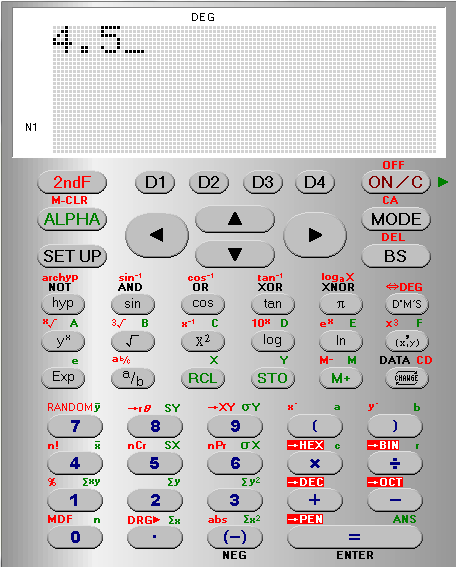 DEG
4.5_
N1
OFF
2ndF D1 D2 D3 D4 ON/C
M-CLR CA
ALPHA MODE
DEL
SET UP BS
archyp sin⁻¹ cos⁻¹ tan⁻¹ logₐX ⇔DEG
NOT AND OR XOR XNOR
hyp sin cos tan π D°M'S
ˣ√ A ³√ B x⁻¹ C 10ˣ D eˣ E x³ F
yˣ √ X² log ln (x,y)
e ab/c X Y M- M DATA CD
Exp a/b RCL STO M+ CHANGE
RANDOM ȳ →rθ SY →XY σY x' a y' b
7 8 9 ( )
n! x̄ nCr SX nPr σX →HEX c →BIN r
4 5 6 × ÷
% Σxy Σy Σy² →DEC →OCT
1 2 3 + −
MDF n DRG► Σx abs Σx² →PEN ANS
0 · (−) =
NEG ENTER